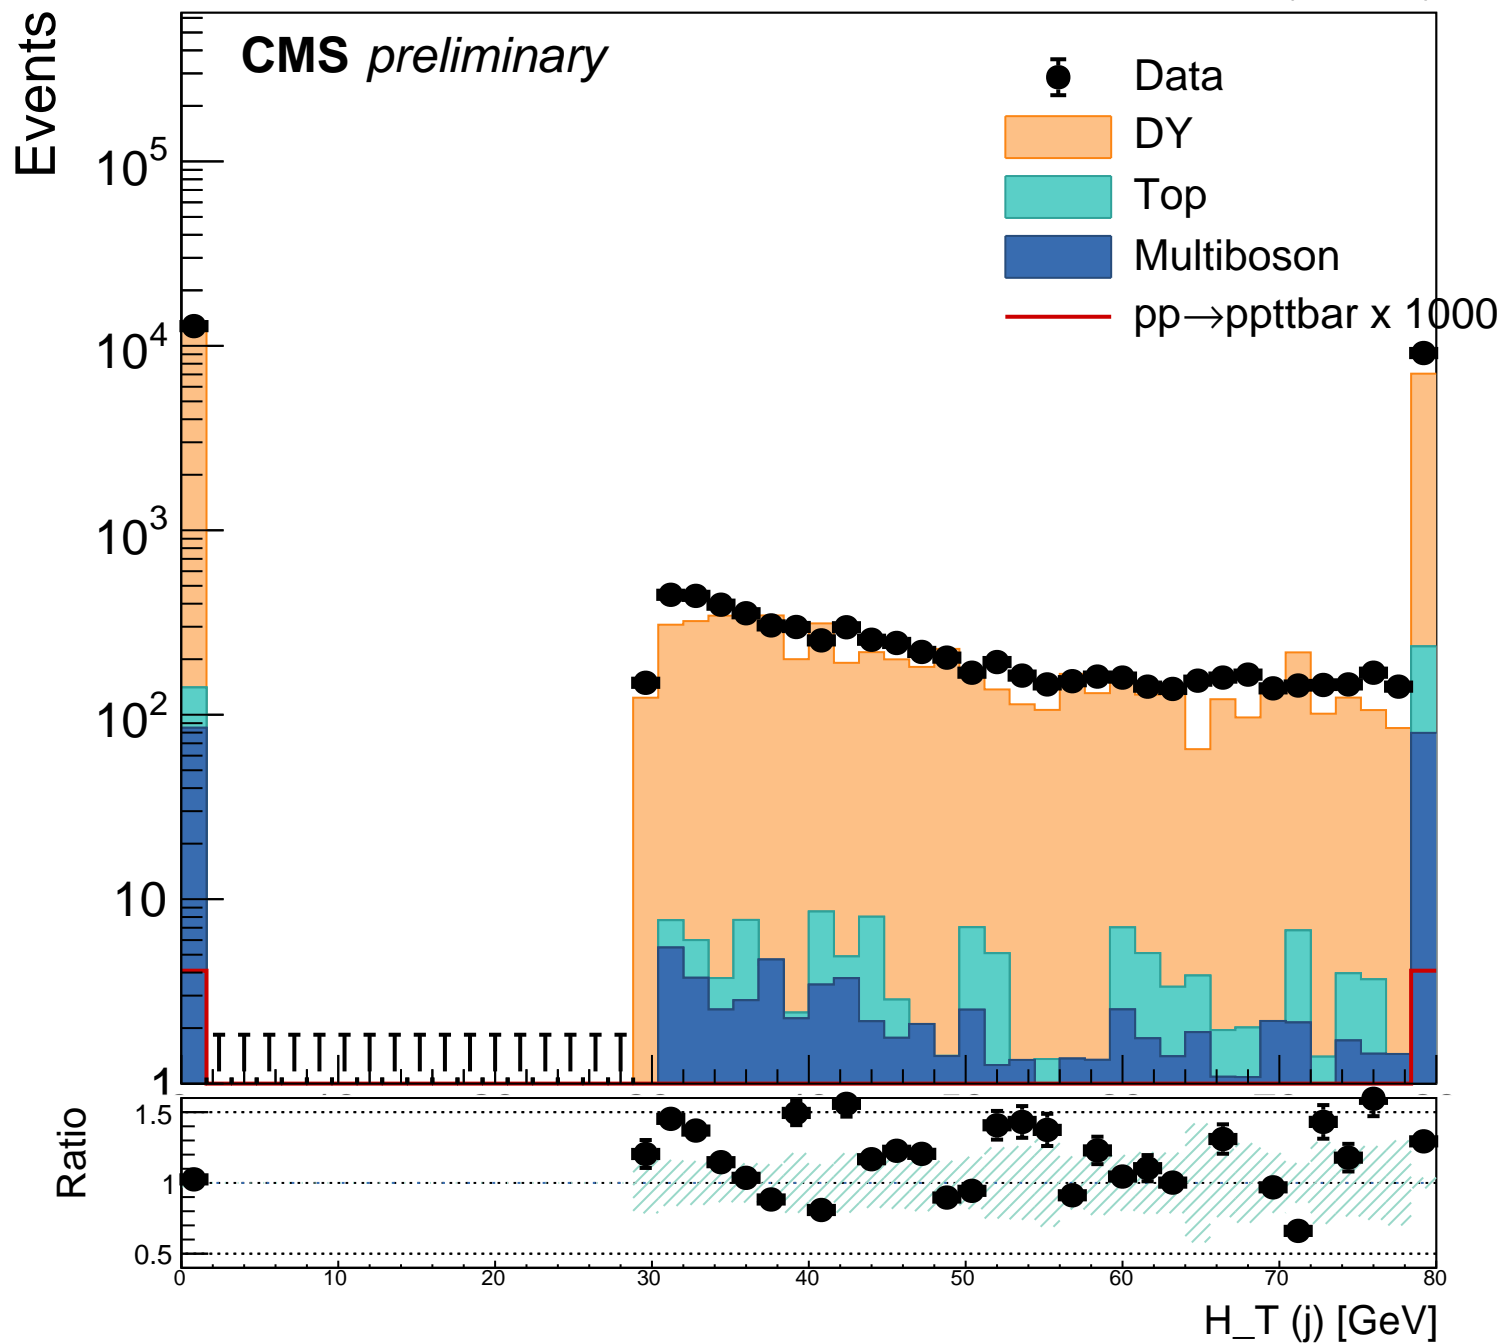 CMS preliminary
Events
Data
DY
Top
Multiboson
pp→ppttbar x 1000
10^5
10^4
10^3
10^2
10
1
Ratio
1.5
1
0.5
0 10 20 30 40 50 60 70 80
H_T (j) [GeV]